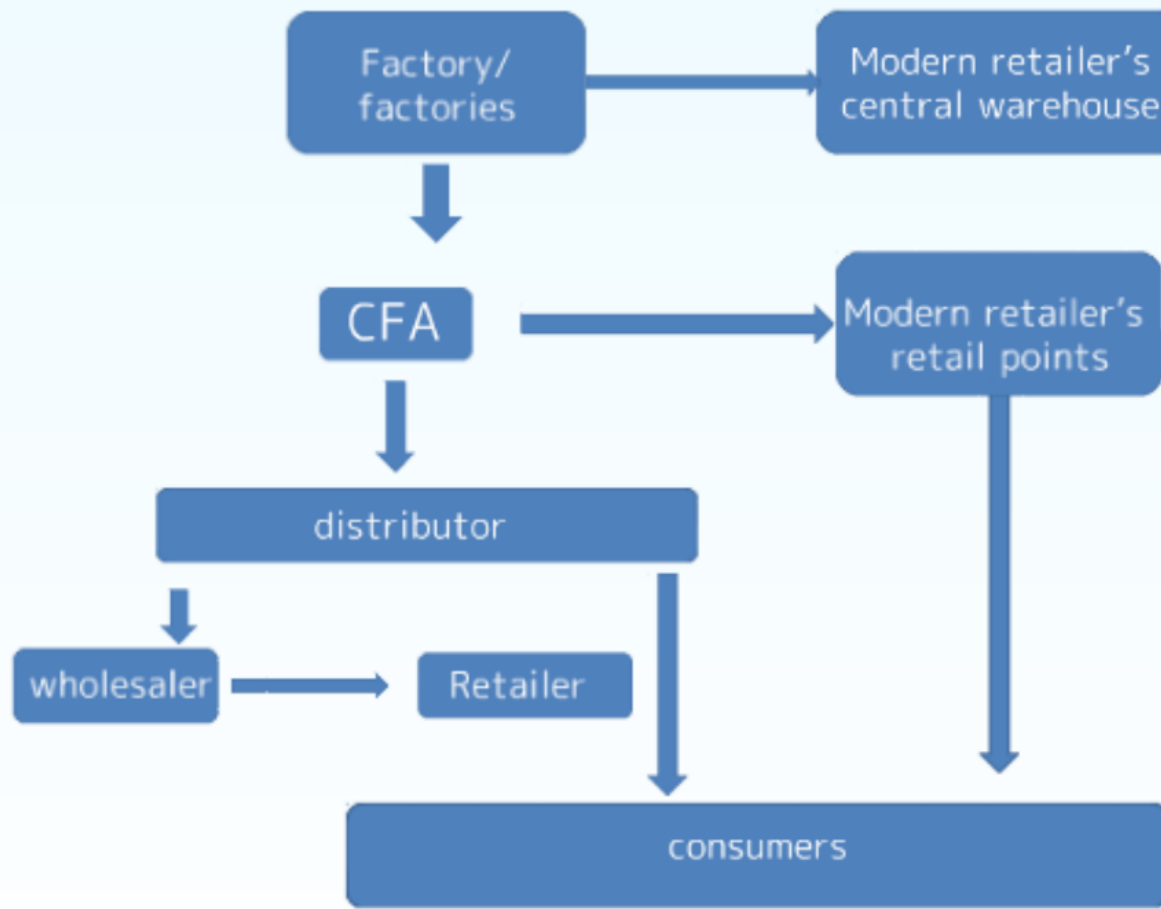 Factory/
factories
Modern retailer's
central warehouse
CFA
Modern retailer's
retail points
distributor
wholesaler
Retailer
consumers